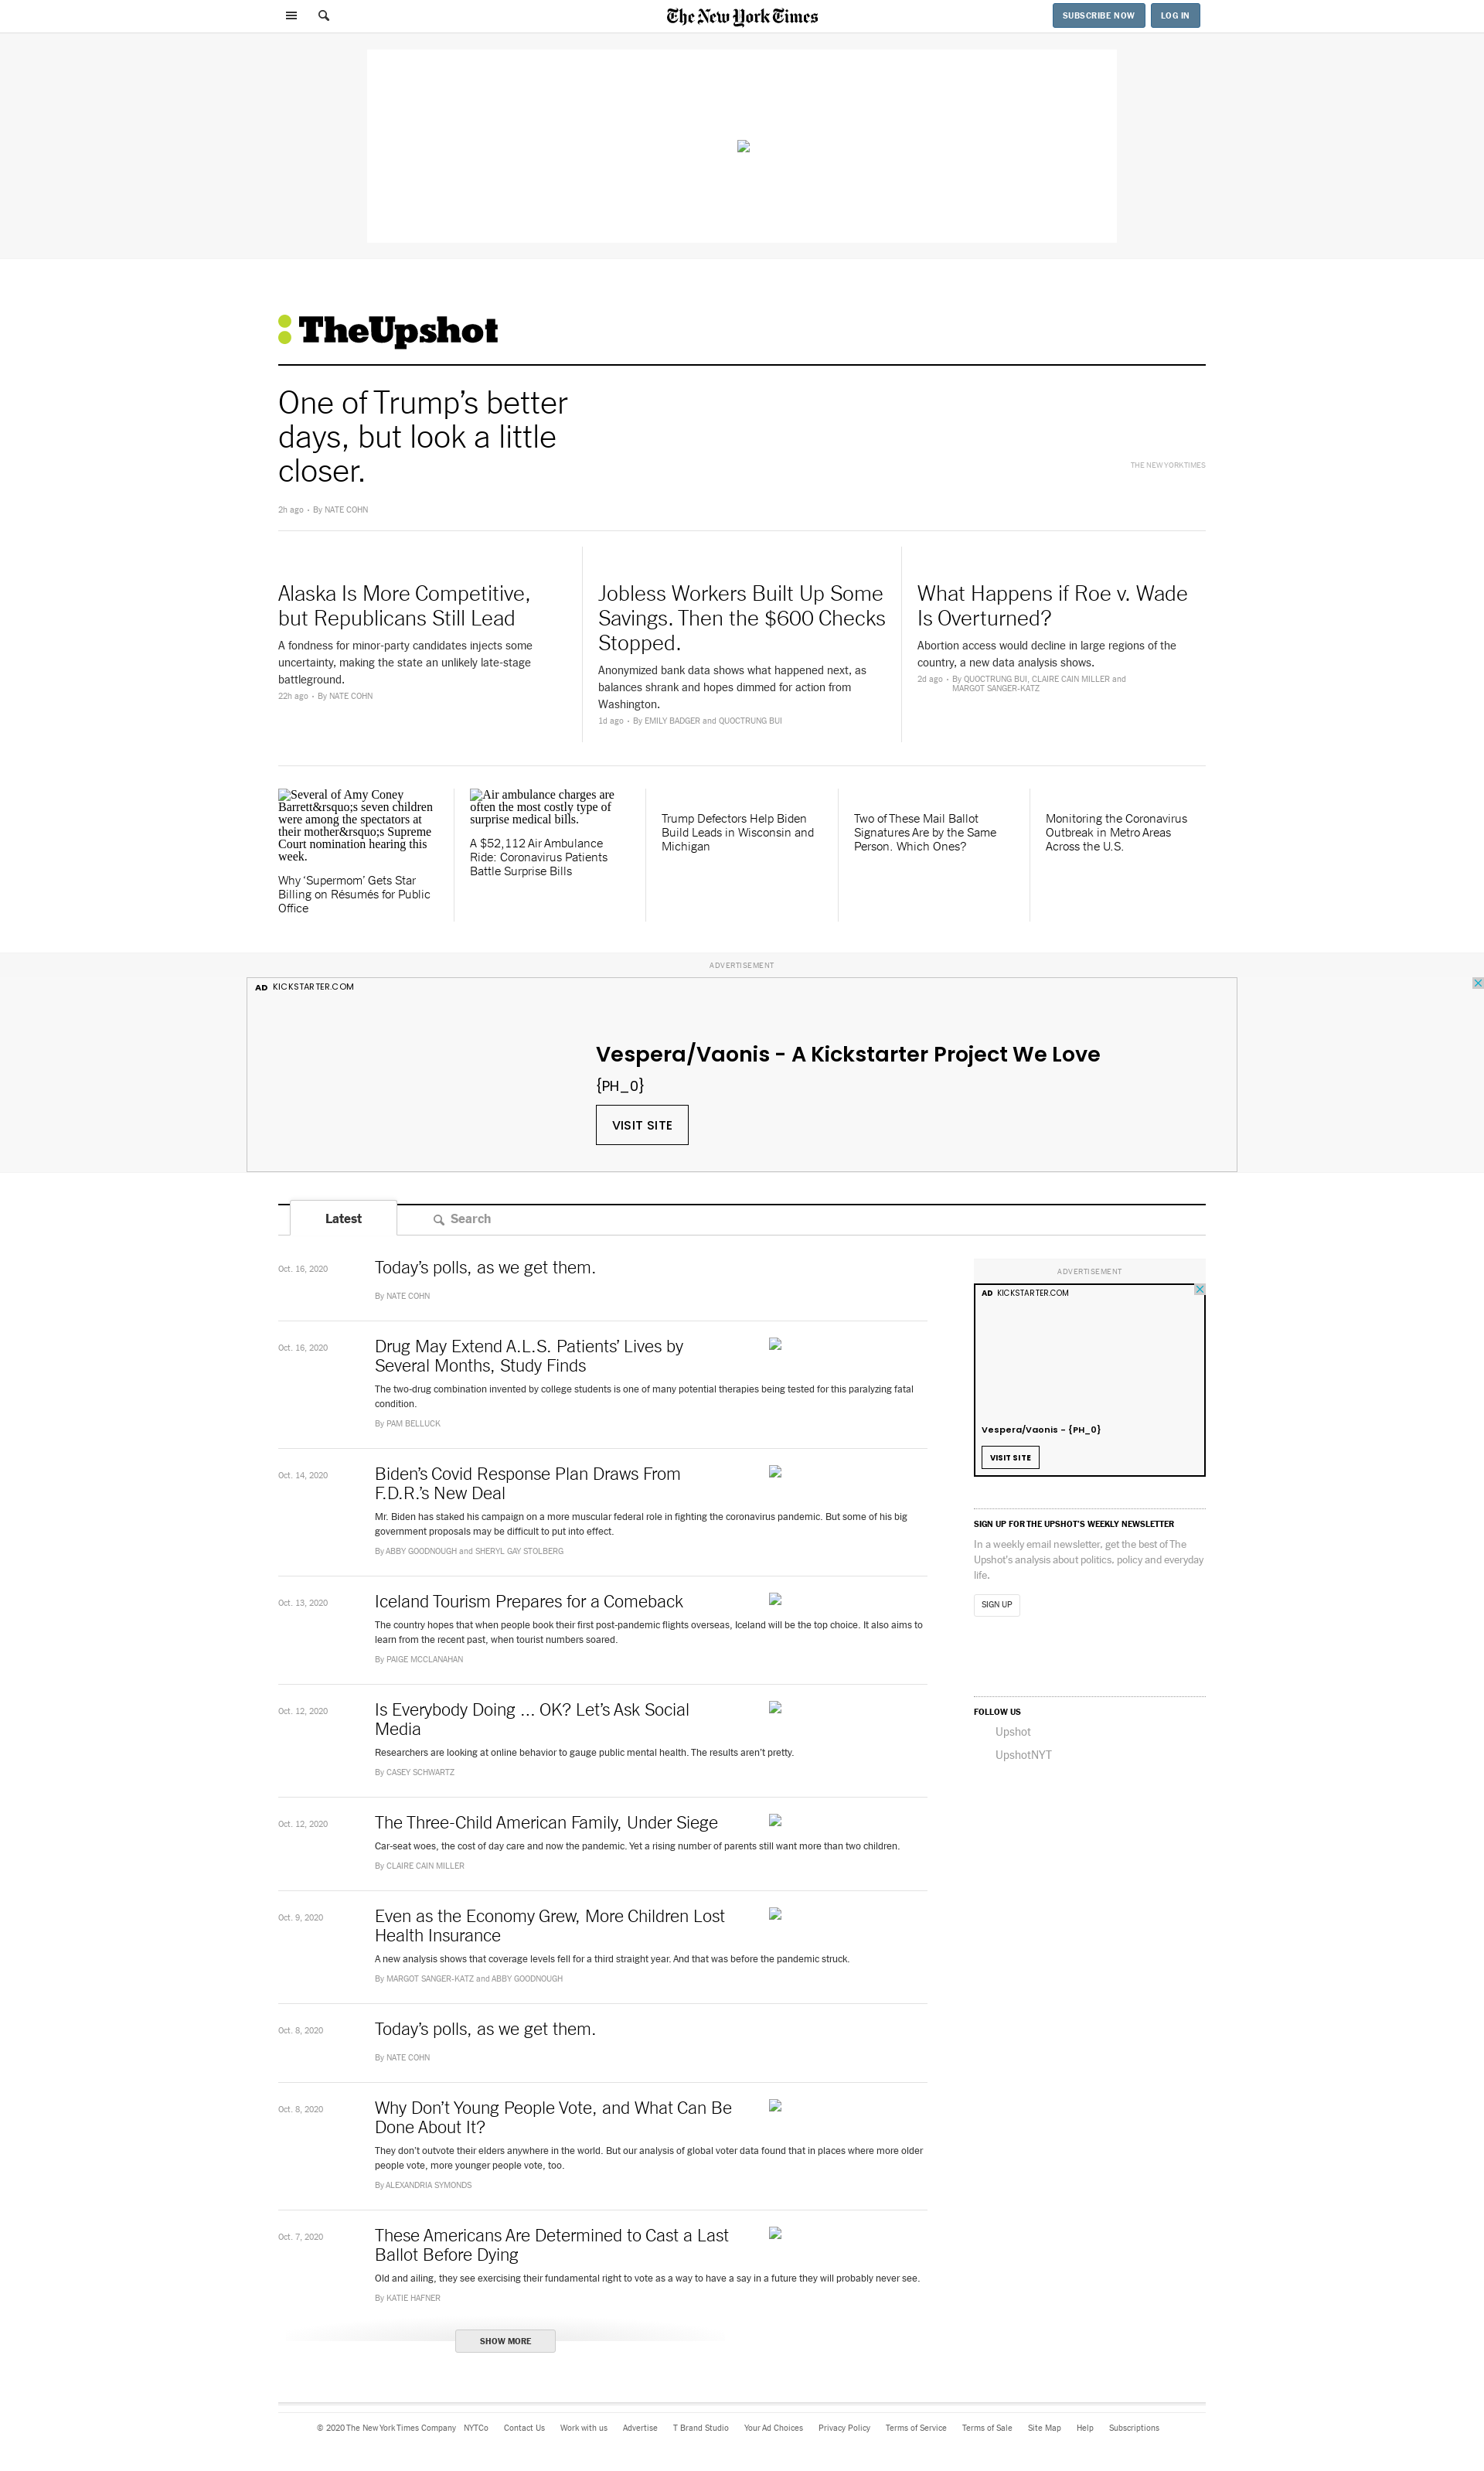 The New York Times
SUBSCRIBE NOW
LOG IN
TheUpshot
One of Trump’s better
days, but look a little
closer.
THE NEW YORK TIMES
2h ago • By NATE COHN
Alaska Is More Competitive,
but Republicans Still Lead
A fondness for minor-party candidates injects some
uncertainty, making the state an unlikely late-stage
battleground.
22h ago • By NATE COHN
Jobless Workers Built Up Some
Savings. Then the $600 Checks
Stopped.
Anonymized bank data shows what happened next, as
balances shrank and hopes dimmed for action from
Washington.
1d ago • By EMILY BADGER and QUOCTRUNG BUI
What Happens if Roe v. Wade
Is Overturned?
Abortion access would decline in large regions of the
country, a new data analysis shows.
2d ago • By QUOCTRUNG BUI, CLAIRE CAIN MILLER and
MARGOT SANGER-KATZ
Several of Amy Coney
Barrett&rsquo;s seven children
were among the spectators at
their mother&rsquo;s Supreme
Court nomination hearing this
week.
Why ‘Supermom’ Gets Star
Billing on Résumés for Public
Office
Air ambulance charges are
often the most costly type of
surprise medical bills.
A $52,112 Air Ambulance
Ride: Coronavirus Patients
Battle Surprise Bills
Trump Defectors Help Biden
Build Leads in Wisconsin and
Michigan
Two of These Mail Ballot
Signatures Are by the Same
Person. Which Ones?
Monitoring the Coronavirus
Outbreak in Metro Areas
Across the U.S.
ADVERTISEMENT
AD KICKSTARTER.COM
Vespera/Vaonis - A Kickstarter Project We Love
{PH_0}
VISIT SITE
Latest
Search
Oct. 16, 2020
Today’s polls, as we get them.
By NATE COHN
Oct. 16, 2020
Drug May Extend A.L.S. Patients’ Lives by
Several Months, Study Finds
The two-drug combination invented by college students is one of many potential therapies being tested for this paralyzing fatal
condition.
By PAM BELLUCK
Oct. 14, 2020
Biden’s Covid Response Plan Draws From
F.D.R.’s New Deal
Mr. Biden has staked his campaign on a more muscular federal role in fighting the coronavirus pandemic. But some of his big
government proposals may be difficult to put into effect.
By ABBY GOODNOUGH and SHERYL GAY STOLBERG
Oct. 13, 2020
Iceland Tourism Prepares for a Comeback
The country hopes that when people book their first post-pandemic flights overseas, Iceland will be the top choice. It also aims to
learn from the recent past, when tourist numbers soared.
By PAIGE MCCLANAHAN
Oct. 12, 2020
Is Everybody Doing ... OK? Let’s Ask Social
Media
Researchers are looking at online behavior to gauge public mental health. The results aren’t pretty.
By CASEY SCHWARTZ
Oct. 12, 2020
The Three-Child American Family, Under Siege
Car-seat woes, the cost of day care and now the pandemic. Yet a rising number of parents still want more than two children.
By CLAIRE CAIN MILLER
Oct. 9, 2020
Even as the Economy Grew, More Children Lost
Health Insurance
A new analysis shows that coverage levels fell for a third straight year. And that was before the pandemic struck.
By MARGOT SANGER-KATZ and ABBY GOODNOUGH
Oct. 8, 2020
Today’s polls, as we get them.
By NATE COHN
Oct. 8, 2020
Why Don’t Young People Vote, and What Can Be
Done About It?
They don’t outvote their elders anywhere in the world. But our analysis of global voter data found that in places where more older
people vote, more younger people vote, too.
By ALEXANDRIA SYMONDS
Oct. 7, 2020
These Americans Are Determined to Cast a Last
Ballot Before Dying
Old and ailing, they see exercising their fundamental right to vote as a way to have a say in a future they will probably never see.
By KATIE HAFNER
SHOW MORE
ADVERTISEMENT
AD KICKSTARTER.COM
Vespera/Vaonis - {PH_0}
VISIT SITE
SIGN UP FOR THE UPSHOT’S WEEKLY NEWSLETTER
In a weekly email newsletter, get the best of The
Upshot’s analysis about politics, policy and everyday
life.
SIGN UP
FOLLOW US
Upshot
UpshotNYT
© 2020 The New York Times Company NYTCo Contact Us Work with us Advertise T Brand Studio Your Ad Choices Privacy Policy Terms of Service Terms of Sale Site Map Help Subscriptions